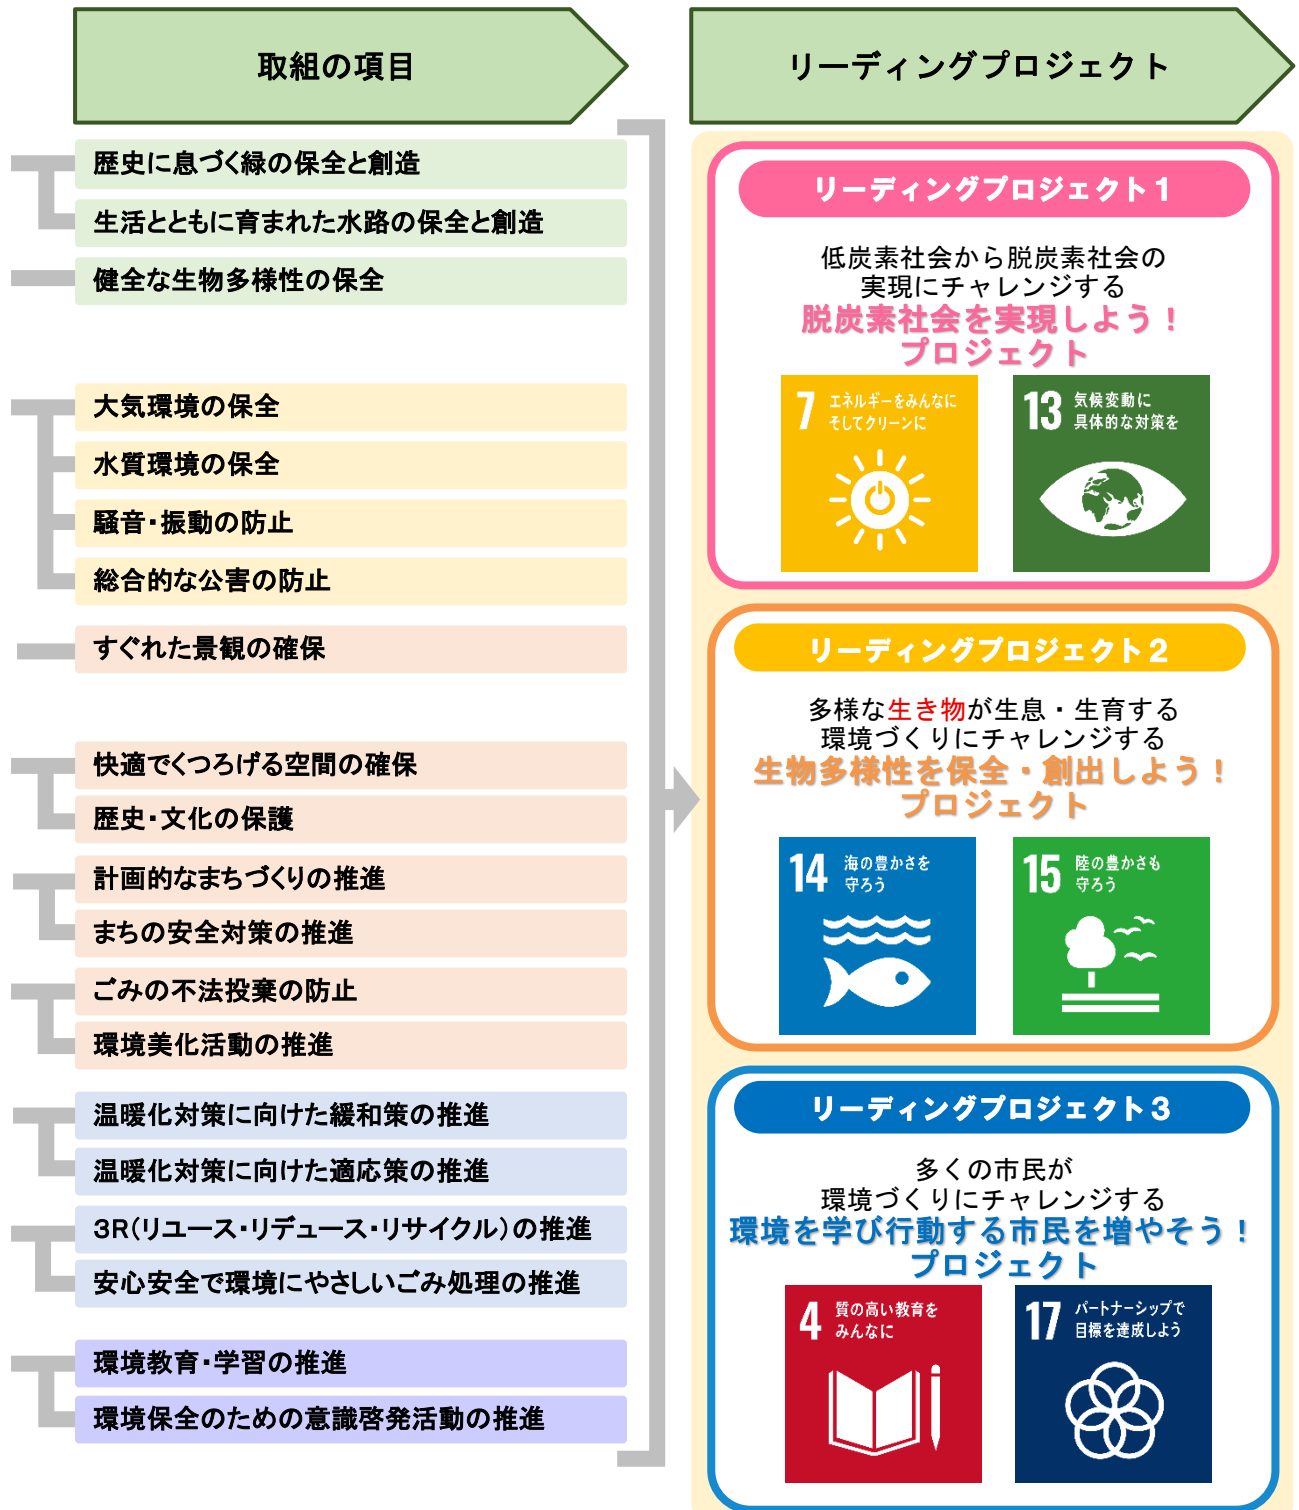 取組の項目
歴史に息づく緑の保全と創造
生活とともに育まれた水路の保全と創造
健全な生物多様性の保全
大気環境の保全
水質環境の保全
騒音・振動の防止
総合的な公害の防止
すぐれた景観の確保
快適でくつろげる空間の確保
歴史・文化の保護
計画的なまちづくりの推進
まちの安全対策の推進
ごみの不法投棄の防止
環境美化活動の推進
温暖化対策に向けた緩和策の推進
温暖化対策に向けた適応策の推進
3R(リユース・リデュース・リサイクル)の推進
安心安全で環境にやさしいごみ処理の推進
環境教育・学習の推進
環境保全のための意識啓発活動の推進
リーディングプロジェクト
リーディングプロジェクト1
低炭素社会から脱炭素社会の
実現にチャレンジする
脱炭素社会を実現しよう！
プロジェクト
7 エネルギーをみんなに
そしてクリーンに
13 気候変動に
具体的な対策を
リーディングプロジェクト2
多様な生き物が生息・生育する
環境づくりにチャレンジする
生物多様性を保全・創出しよう！
プロジェクト
14 海の豊かさを
守ろう
15 陸の豊かさも
守ろう
リーディングプロジェクト3
多くの市民が
環境づくりにチャレンジする
環境を学び行動する市民を増やそう！
プロジェクト
4 質の高い教育を
みんなに
17 パートナーシップで
目標を達成しよう